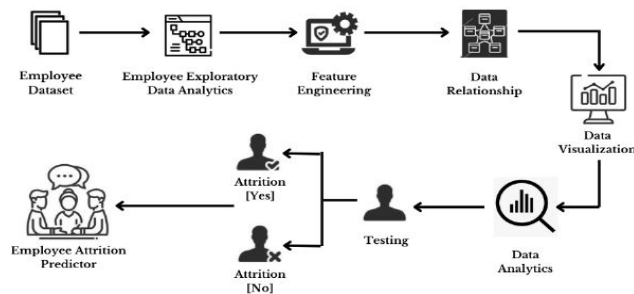 Employee
Dataset
Employee Exploratory
Data Analytics
Feature
Engineering
Data
Relationship
Data
Visualization
Data
Analytics
Testing
Attrition
[Yes]
Attrition
[No]
Employee Attrition
Predictor